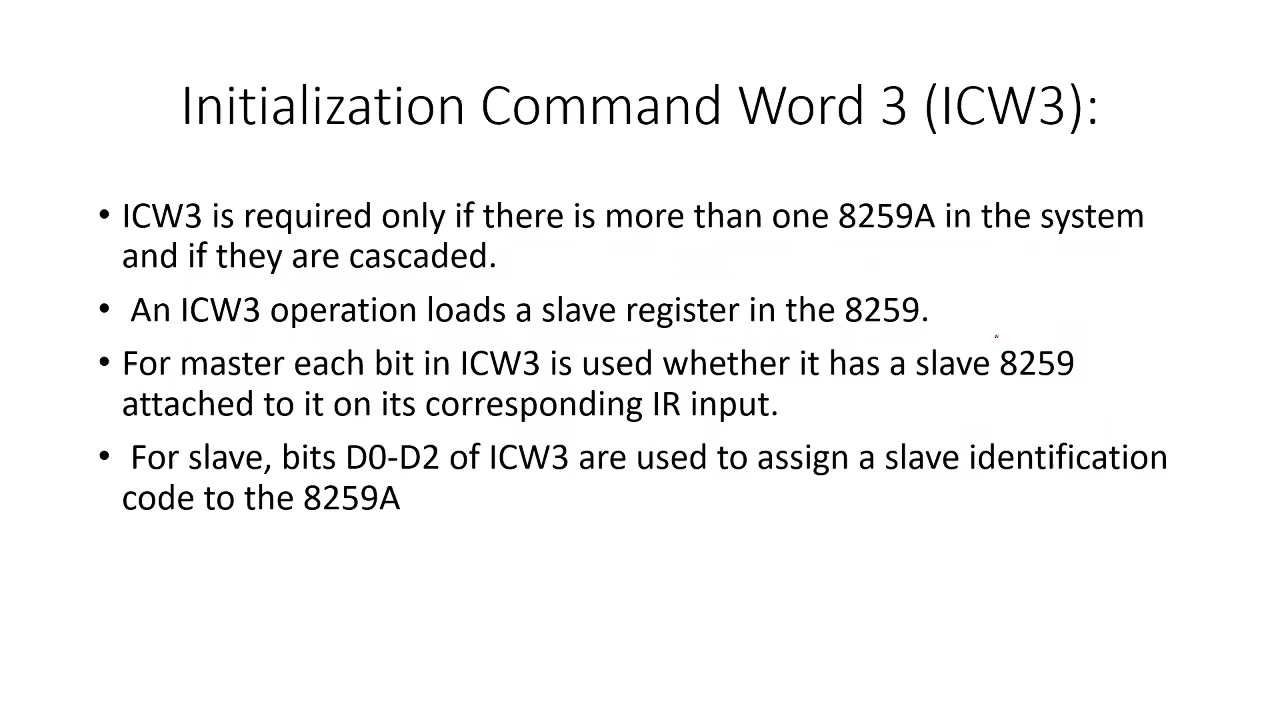 Initialization Command Word 3 (ICW3):
• ICW3 is required only if there is more than one 8259A in the system
and if they are cascaded.
• An ICW3 operation loads a slave register in the 8259.
• For master each bit in ICW3 is used whether it has a slave 8259
attached to it on its corresponding IR input.
• For slave, bits D0-D2 of ICW3 are used to assign a slave identification
code to the 8259A